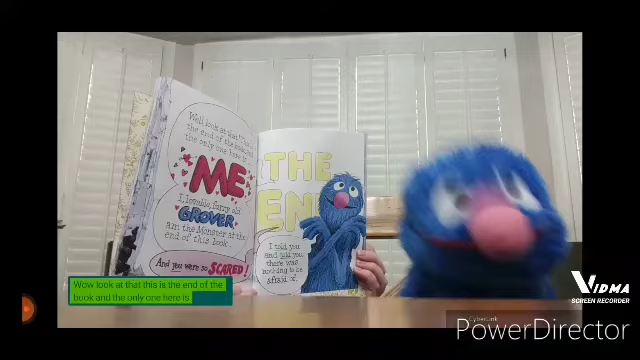 Well, look at that! This is
the end of the book, and
the only one here is...
ME
I, lovable, furry old
GROVER,
am the Monster at the
end of this book.
And you were so SCARED!
THE
END
I told you
and told you
there was
nothing to be
afraid of.
Wow look at that this is the end of the
book and the only one here is
VIDMA
SCREEN RECORDER
CyberLink
PowerDirector